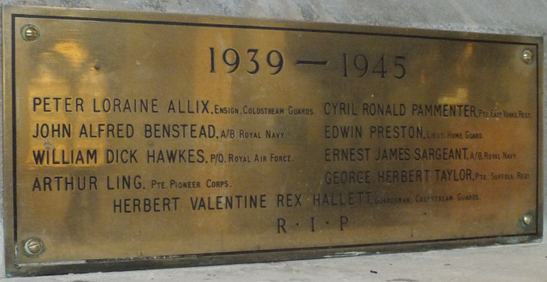 1939 — 1945
PETER LORAINE ALLIX, ENSIGN, COLDSTREAM GUARDS.
JOHN ALFRED BENSTEAD, A/B ROYAL NAVY.
WILLIAM DICK HAWKES, P/O. ROYAL AIR FORCE.
ARTHUR LING. PTE. PIONEER CORPS.
CYRIL RONALD PAMMENTER, PTE. EAST YORKS. REGT.
EDWIN PRESTON, LIEUT. HOME GUARD.
ERNEST JAMES SARGEANT, A/B. ROYAL NAVY.
GEORGE HERBERT TAYLOR, PTE. SUFFOLK REGT.
HERBERT VALENTINE REX HALLETT, GUARDSMAN, COLDSTREAM GUARDS.
R · I · P